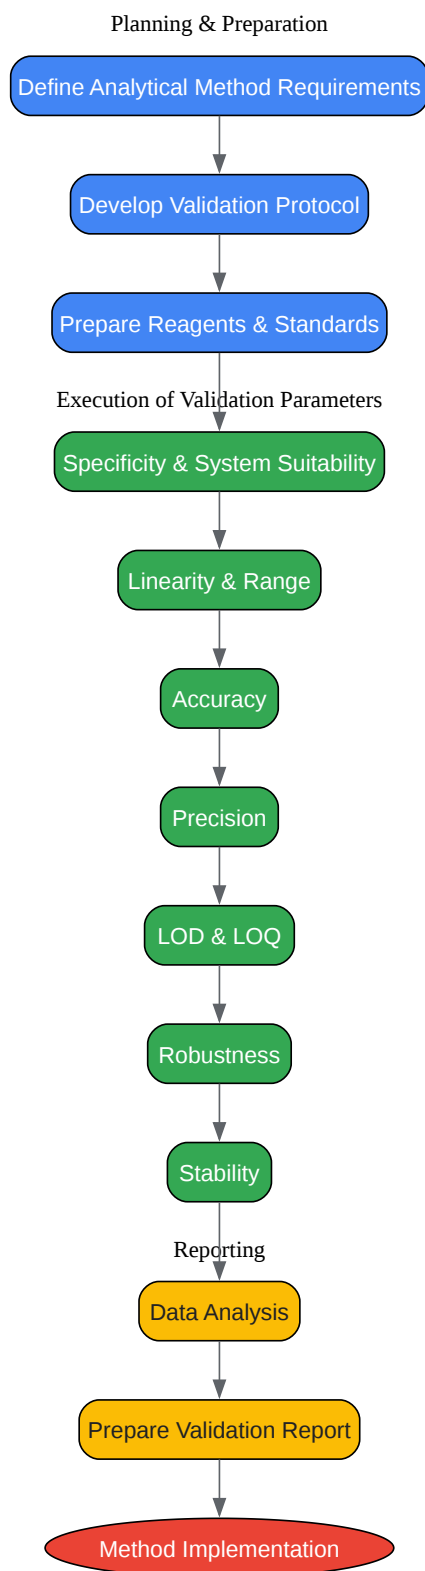 Planning & Preparation
Define Analytical Method Requirements
Develop Validation Protocol
Prepare Reagents & Standards
Execution of Validation Parameters
Specificity & System Suitability
Linearity & Range
Accuracy
Precision
LOD & LOQ
Robustness
Stability
Reporting
Data Analysis
Prepare Validation Report
Method Implementation